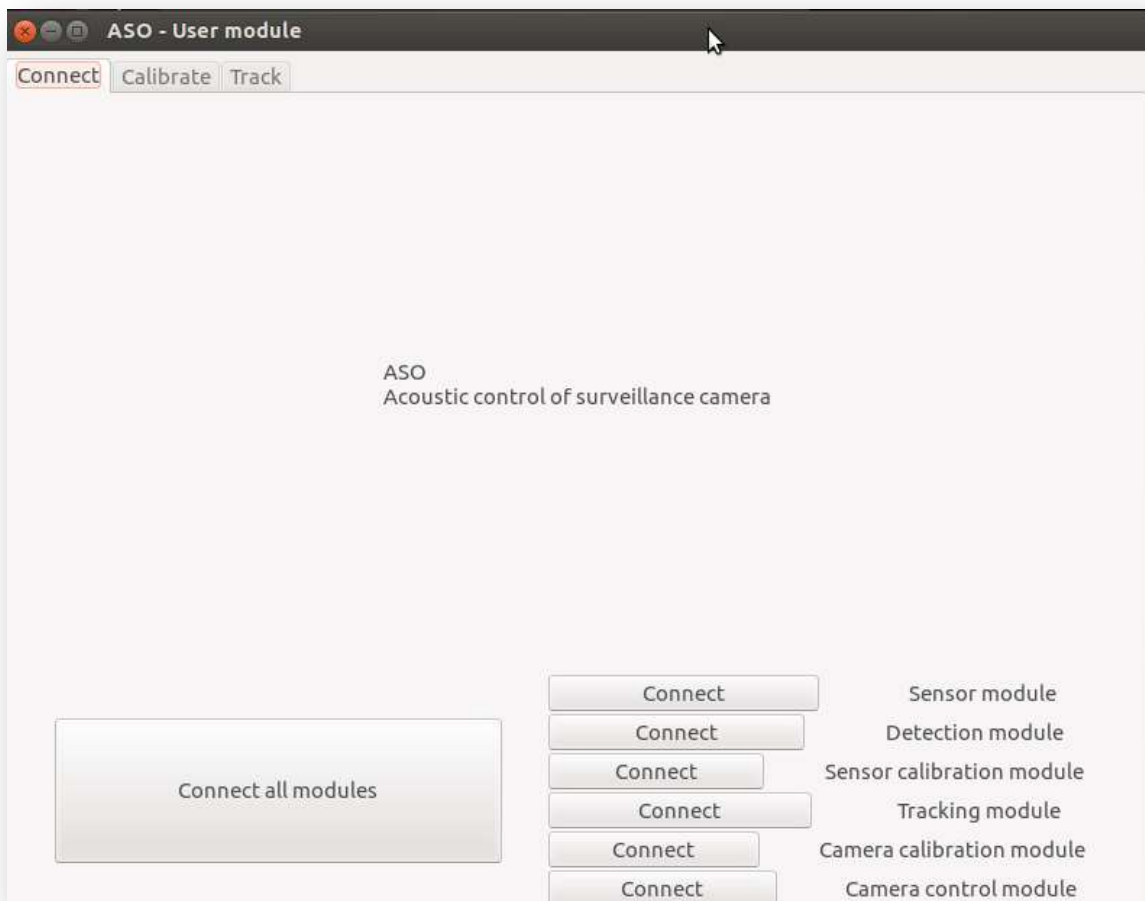 ASO - User module
Connect Calibrate Track
ASO
Acoustic control of surveillance camera
Connect all modules
Connect Sensor module
Connect Detection module
Connect Sensor calibration module
Connect Tracking module
Connect Camera calibration module
Connect Camera control module